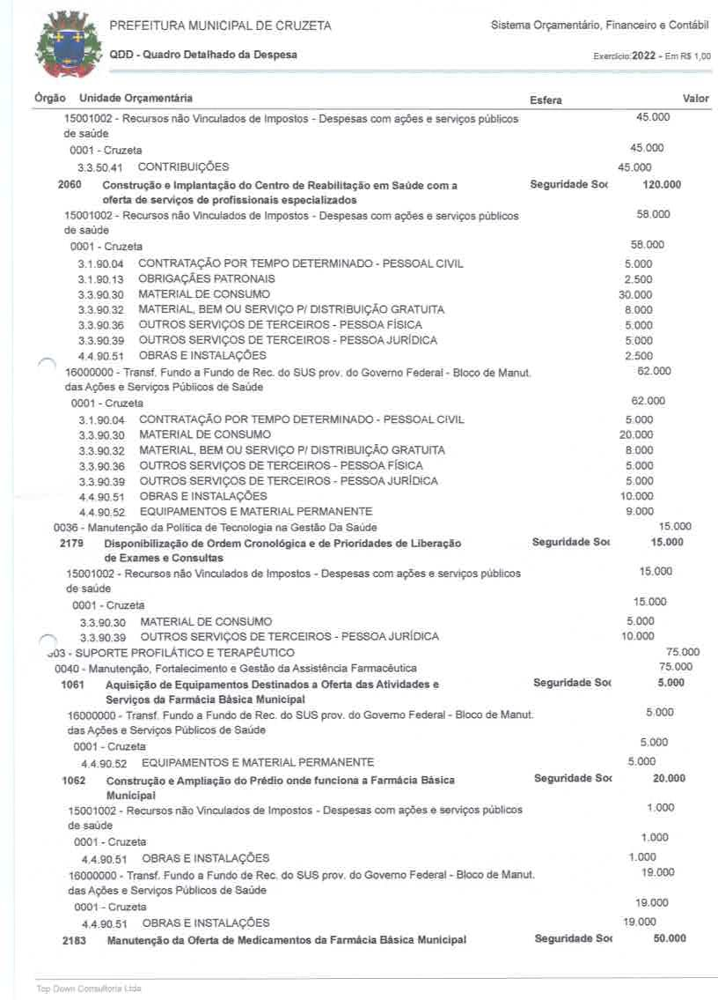 PREFEITURA MUNICIPAL DE CRUZETA
Sistema Orçamentário, Financeiro e Contábil
QDD - Quadro Detalhado da Despesa
Exercício:2022 - Em R$ 1,00
Órgão Unidade Orçamentária Esfera Valor
15001002 - Recursos não Vinculados de Impostos - Despesas com ações e serviços públicos 45.000
de saúde
0001 - Cruzeta 45.000
3.3.50.41 CONTRIBUIÇÕES 45.000
2060 Construção e Implantação do Centro de Reabilitação em Saúde com a Seguridade Soc 120.000
oferta de serviços de profissionais especializados
15001002 - Recursos não Vinculados de Impostos - Despesas com ações e serviços públicos 58.000
de saúde
0001 - Cruzeta 58.000
3.1.90.04 CONTRATAÇÃO POR TEMPO DETERMINADO - PESSOAL CIVIL 5.000
3.1.90.13 OBRIGAÇÃES PATRONAIS 2.500
3.3.90.30 MATERIAL DE CONSUMO 30.000
3.3.90.32 MATERIAL, BEM OU SERVIÇO P/ DISTRIBUIÇÃO GRATUITA 8.000
3.3.90.36 OUTROS SERVIÇOS DE TERCEIROS - PESSOA FÍSICA 5.000
3.3.90.39 OUTROS SERVIÇOS DE TERCEIROS - PESSOA JURÍDICA 5.000
4.4.90.51 OBRAS E INSTALAÇÕES 2.500
16000000 - Transf. Fundo a Fundo de Rec. do SUS prov. do Governo Federal - Bloco de Manut. 62.000
das Ações e Serviços Públicos de Saúde
0001 - Cruzeta 62.000
3.1.90.04 CONTRATAÇÃO POR TEMPO DETERMINADO - PESSOAL CIVIL 5.000
3.3.90.30 MATERIAL DE CONSUMO 20.000
3.3.90.32 MATERIAL, BEM OU SERVIÇO P/ DISTRIBUIÇÃO GRATUITA 8.000
3.3.90.36 OUTROS SERVIÇOS DE TERCEIROS - PESSOA FÍSICA 5.000
3.3.90.39 OUTROS SERVIÇOS DE TERCEIROS - PESSOA JURÍDICA 5.000
4.4.90.51 OBRAS E INSTALAÇÕES 10.000
4.4.90.52 EQUIPAMENTOS E MATERIAL PERMANENTE 9.000
0036 - Manutenção da Política de Tecnologia na Gestão Da Saúde 15.000
2179 Disponibilização de Ordem Cronológica e de Prioridades de Liberação Seguridade Soc 15.000
de Exames e Consultas
15001002 - Recursos não Vinculados de Impostos - Despesas com ações e serviços públicos 15.000
de saúde
0001 - Cruzeta 15.000
3.3.90.30 MATERIAL DE CONSUMO 5.000
3.3.90.39 OUTROS SERVIÇOS DE TERCEIROS - PESSOA JURÍDICA 10.000
303 - SUPORTE PROFILÁTICO E TERAPÊUTICO 75.000
0040 - Manutenção, Fortalecimento e Gestão da Assistência Farmacêutica 75.000
1061 Aquisição de Equipamentos Destinados a Oferta das Atividades e Seguridade Soc 5.000
Serviços da Farmácia Básica Municipal
16000000 - Transf. Fundo a Fundo de Rec. do SUS prov. do Governo Federal - Bloco de Manut. 5.000
das Ações e Serviços Públicos de Saúde
0001 - Cruzeta 5.000
4.4.90.52 EQUIPAMENTOS E MATERIAL PERMANENTE 5.000
1062 Construção e Ampliação do Prédio onde funciona a Farmácia Básica Seguridade Soc 20.000
Municipal
15001002 - Recursos não Vinculados de Impostos - Despesas com ações e serviços públicos 1.000
de saúde
0001 - Cruzeta 1.000
4.4.90.51 OBRAS E INSTALAÇÕES 1.000
16000000 - Transf. Fundo a Fundo de Rec. do SUS prov. do Governo Federal - Bloco de Manut. 19.000
das Ações e Serviços Públicos de Saúde
0001 - Cruzeta 19.000
4.4.90.51 OBRAS E INSTALAÇÕES 19.000
2183 Manutenção da Oferta de Medicamentos da Farmácia Básica Municipal Seguridade Soc 50.000
Top Down Consultoria Ltda